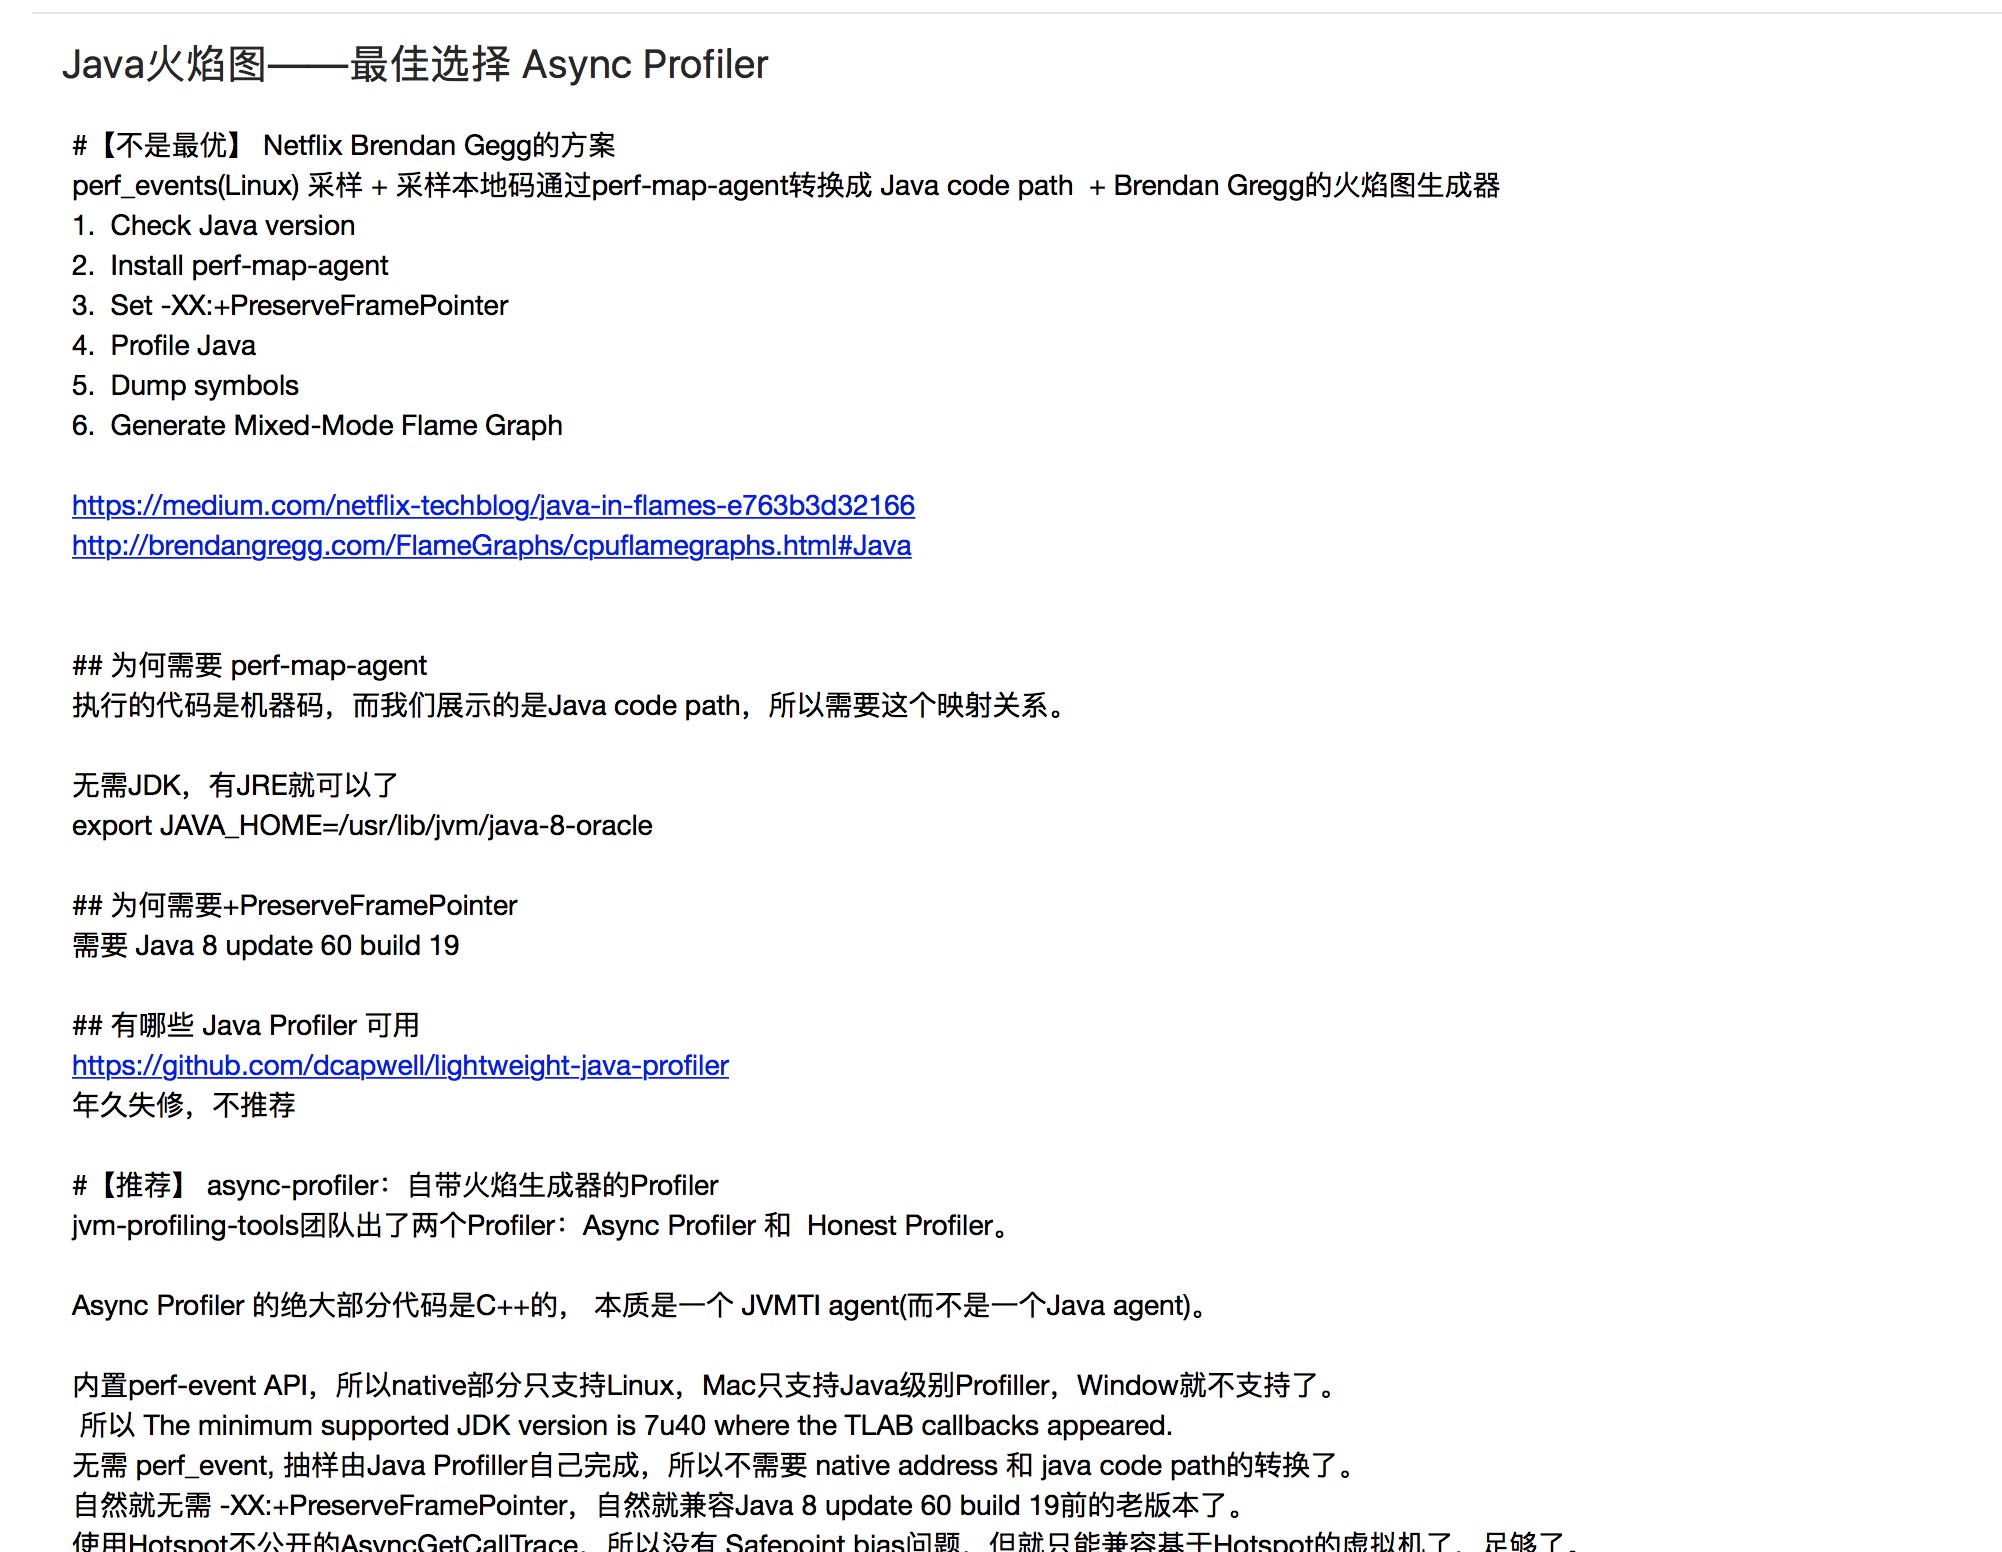 Java火焰图——最佳选择 Async Profiler
#【不是最优】 Netflix Brendan Gegg的方案
perf_events(Linux) 采样 + 采样本地码通过perf-map-agent转换成 Java code path  + Brendan Gregg的火焰图生成器
1.  Check Java version
2.  Install perf-map-agent
3.  Set -XX:+PreserveFramePointer
4.  Profile Java
5.  Dump symbols
6.  Generate Mixed-Mode Flame Graph
https://medium.com/netflix-techblog/java-in-flames-e763b3d32166
http://brendangregg.com/FlameGraphs/cpuflamegraphs.html#Java
## 为何需要 perf-map-agent
执行的代码是机器码，而我们展示的是Java code path，所以需要这个映射关系。
无需JDK，有JRE就可以了
export JAVA_HOME=/usr/lib/jvm/java-8-oracle
## 为何需要+PreserveFramePointer
需要 Java 8 update 60 build 19
## 有哪些 Java Profiler 可用
https://github.com/dcapwell/lightweight-java-profiler
年久失修，不推荐
#【推荐】 async-profiler：自带火焰生成器的Profiler
jvm-profiling-tools团队出了两个Profiler：Async Profiler 和  Honest Profiler。
Async Profiler 的绝大部分代码是C++的， 本质是一个 JVMTI agent(而不是一个Java agent)。
内置perf-event API，所以native部分只支持Linux，Mac只支持Java级别Profiller，Window就不支持了。
所以 The minimum supported JDK version is 7u40 where the TLAB callbacks appeared.
无需 perf_event, 抽样由Java Profiller自己完成，所以不需要 native address 和 java code path的转换了。
自然就无需 -XX:+PreserveFramePointer，自然就兼容Java 8 update 60 build 19前的老版本了。
使用Hotspot不公开的AsyncGetCallTrace，所以没有 Safepoint bias问题，但就只能兼容基于Hotspot的虚拟机了，足够了。